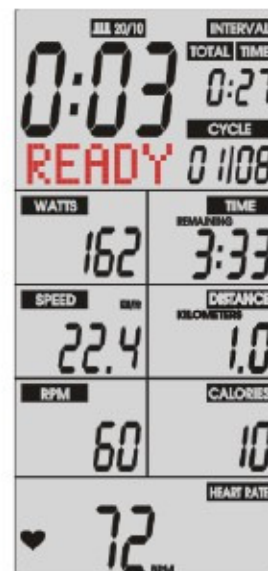 20/10 INTERVAL
0:03 TOTAL TIME
0:27
CYCLE
READY 01/08
WATTS TIME
REMAINING
162 3:33
SPEED DISTANCE
KILOMETERS
22.4 1.0
RPM CALORIES
60 10
HEART RATE
72
BPM